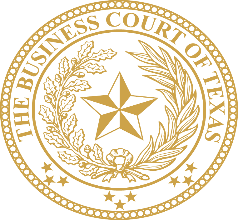 THE BUSINESS COURT OF TEXAS